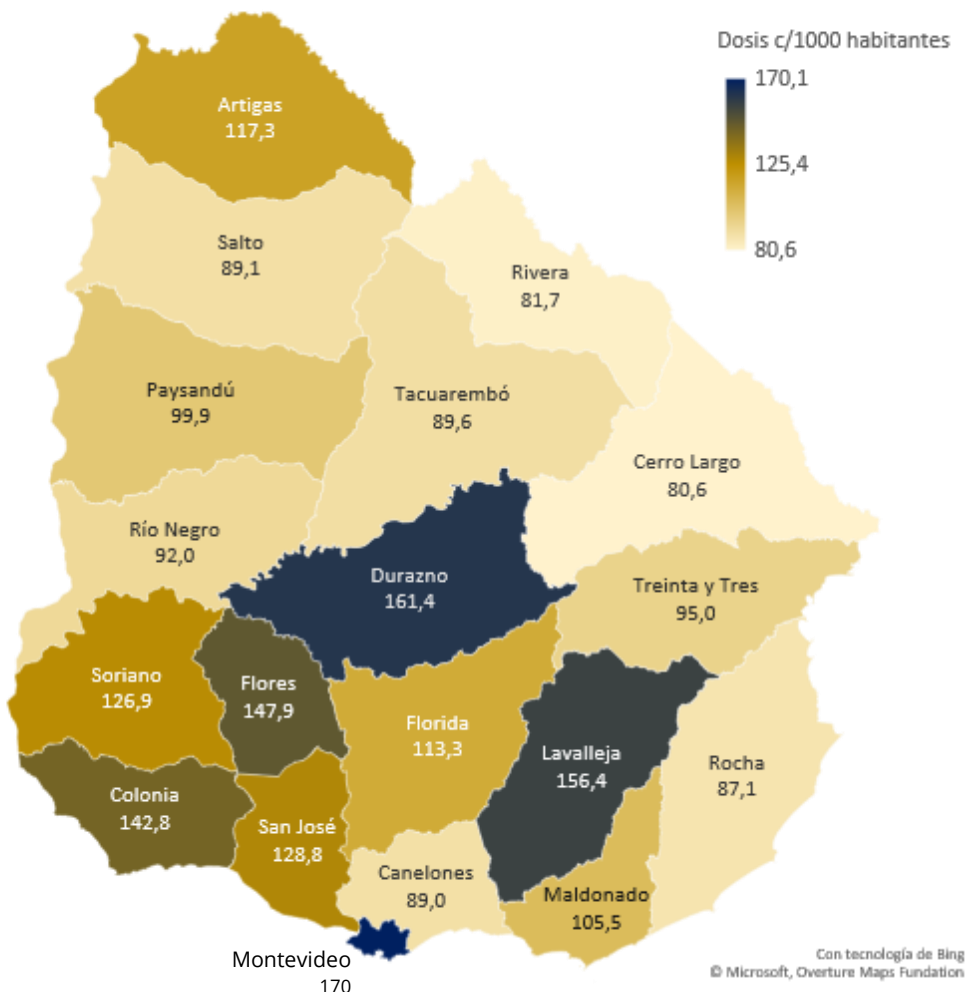 Dosis c/1000 habitantes
170,1
125,4
80,6
Artigas
117,3
Salto
89,1
Rivera
81,7
Paysandú
99,9
Tacuarembó
89,6
Cerro Largo
80,6
Río Negro
92,0
Durazno
161,4
Treinta y Tres
95,0
Soriano
126,9
Flores
147,9
Florida
113,3
Lavalleja
156,4
Rocha
87,1
Colonia
142,8
San José
128,8
Canelones
89,0
Maldonado
105,5
Montevideo
170
Con tecnología de Bing
© Microsoft, Overture Maps Fundation